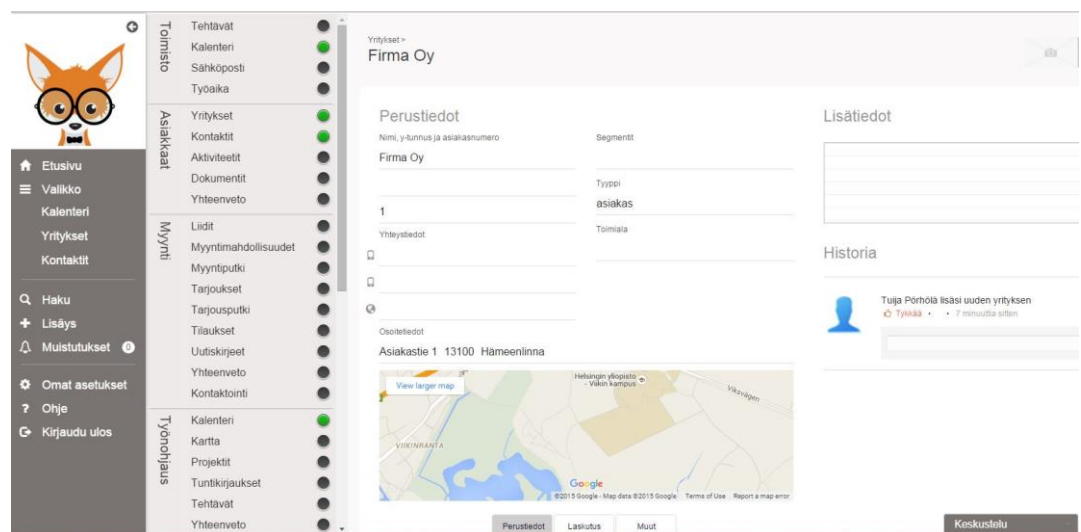 Etusivu
Valikko
Kalenteri
Yritykset
Kontaktit
Haku
Lisäys
Muistutukset 0
Omat asetukset
? Ohje
Kirjaudu ulos
Toimisto
Tehtävät
Kalenteri
Sähköposti
Työaika
Asiakkaat
Yritykset
Kontaktit
Aktiviteetit
Dokumentit
Yhteenveto
Myynti
Liidit
Myyntimahdollisuudet
Myyntiputki
Tarjoukset
Tarjousputki
Tilaukset
Uutiskirjeet
Yhteenveto
Kontaktointi
Työnohjaus
Kalenteri
Kartta
Projektit
Tuntikirjaukset
Tehtävät
Yhteenveto
Yritykset >
Firma Oy
Perustiedot
Nimi, y-tunnus ja asiakasnumero
Firma Oy
1
Yhteystiedot
Segmentit
Tyyppi
asiakas
Toimiala
Osoitetiedot
Asiakastie 1 13100 Hämeenlinna
View larger map
Helsingin yliopisto
- Viikin kampus
Viksvägen
VIIKINRANTA
Google
©2015 Google - Map data ©2015 Google Terms of Use Report a map error
Perustiedot Laskutus Muut
Lisätiedot
Historia
Tuija Pörhölä lisäsi uuden yrityksen
Tykkää • • 7 minuuttia sitten
Keskustelu